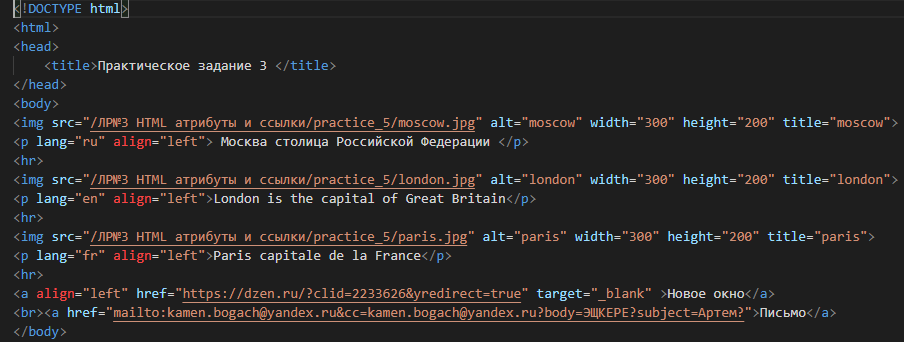 <!DOCTYPE html>
<html>
<head>
    <title>Практическое задание 3 </title>
</head>
<body>
<img src="/ЛР№3 HTML атрибуты и ссылки/practice_5/moscow.jpg" alt="moscow" width="300" height="200" title="moscow">
<p lang="ru" align="left"> Москва столица Российской Федерации </p>
<hr>
<img src="/ЛР№3 HTML атрибуты и ссылки/practice_5/london.jpg" alt="london" width="300" height="200" title="london">
<p lang="en" align="left">London is the capital of Great Britain</p>
<hr>
<img src="/ЛР№3 HTML атрибуты и ссылки/practice_5/paris.jpg" alt="paris" width="300" height="200" title="paris">
<p lang="fr" align="left">Paris capitale de la France</p>
<hr>
<a align="left" href="https://dzen.ru/?clid=2233626&yredirect=true" target="_blank" >Новое окно</a>
<br><a href="mailto:kamen.bogach@yandex.ru&cc=kamen.bogach@yandex.ru?body=ЭЩКЕРЕ?subject=Артем?">Письмо</a>
</body>